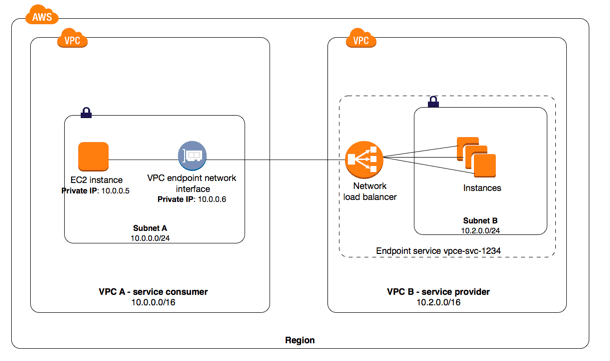 AWS
VPC
VPC
EC2 instance
Private IP: 10.0.0.5
VPC endpoint network
interface
Private IP: 10.0.0.6
Subnet A
10.0.0.0/24
VPC A - service consumer
10.0.0.0/16
Network
load balancer
Instances
Subnet B
10.2.0.0/24
Endpoint service vpce-svc-1234
VPC B - service provider
10.2.0.0/16
Region